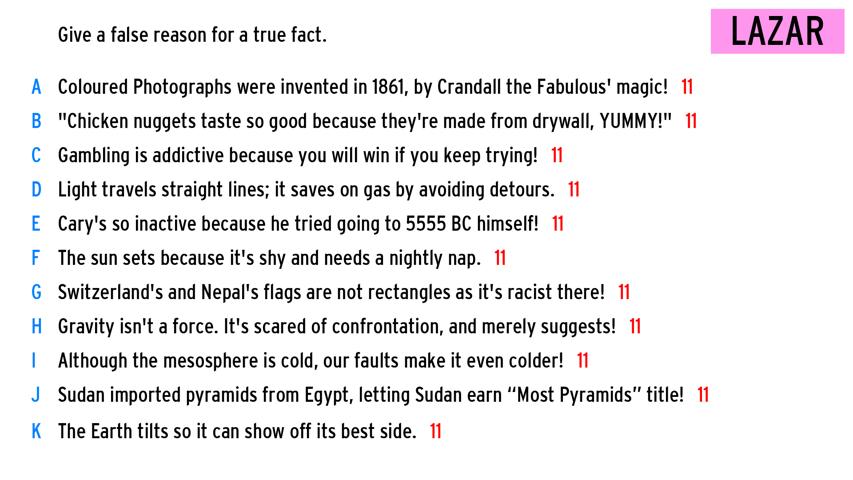 Give a false reason for a true fact.
LAZAR
A Coloured Photographs were invented in 1861, by Crandall the Fabulous' magic! 11
B "Chicken nuggets taste so good because they're made from drywall, YUMMY!" 11
C Gambling is addictive because you will win if you keep trying! 11
D Light travels straight lines; it saves on gas by avoiding detours. 11
E Cary's so inactive because he tried going to 5555 BC himself! 11
F The sun sets because it's shy and needs a nightly nap. 11
G Switzerland's and Nepal's flags are not rectangles as it's racist there! 11
H Gravity isn't a force. It's scared of confrontation, and merely suggests! 11
I Although the mesosphere is cold, our faults make it even colder! 11
J Sudan imported pyramids from Egypt, letting Sudan earn “Most Pyramids” title! 11
K The Earth tilts so it can show off its best side. 11